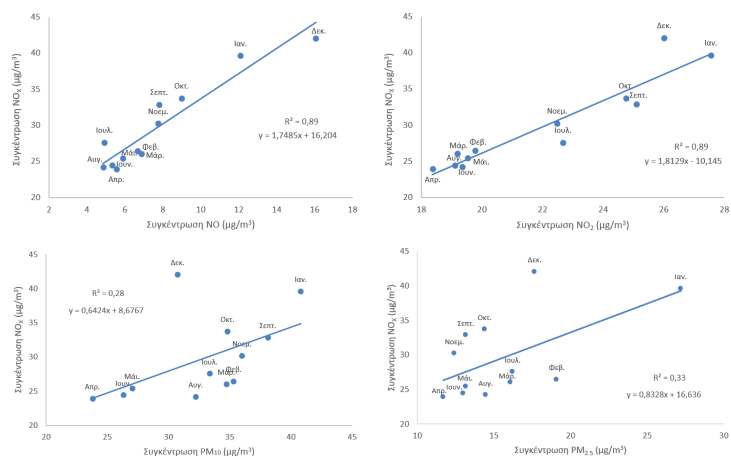 Συγκέντρωση NOX (μg/m³)
45
40
35
30
25
20
2
4
6
8
10
12
14
16
18
Δεκ.
Ιαν.
Οκτ.
Σεπτ.
Νοεμ.
Ιουλ.
Φεβ.
Μάι.
Μάρ.
Αυγ.
Ιουν.
Απρ.
R² = 0,89
y = 1,7485x + 16,204
Συγκέντρωση NO (μg/m³)
Συγκέντρωση NOX (μg/m³)
45
40
35
30
25
20
18
20
22
24
26
28
Δεκ.
Ιαν.
Οκτ.
Σεπτ.
Νοεμ.
Ιουλ.
Μάρ.
Φεβ.
Αυγ.
Μάι.
Ιουν.
Απρ.
R² = 0,89
y = 1,8129x - 10,145
Συγκέντρωση NO2 (μg/m³)
Συγκέντρωση NOX (μg/m³)
45
40
35
30
25
20
20
25
30
35
40
45
Δεκ.
Ιαν.
Οκτ.
Σεπτ.
Νοεμ.
Ιουλ.
Μάρ.
Φεβ.
Μάι.
Ιουν.
Απρ.
Αυγ.
R² = 0,28
y = 0,6424x + 8,6767
Συγκέντρωση PM10 (μg/m³)
Συγκέντρωση NOX (μg/m³)
45
40
35
30
25
20
10
15
20
25
30
Δεκ.
Ιαν.
Σεπτ.
Οκτ.
Νοεμ.
Ιουλ.
Μάι.
Μάρ.
Φεβ.
Απρ.
Ιουν.
Αυγ.
R² = 0,33
y = 0,8328x + 16,636
Συγκέντρωση PM2.5 (μg/m³)